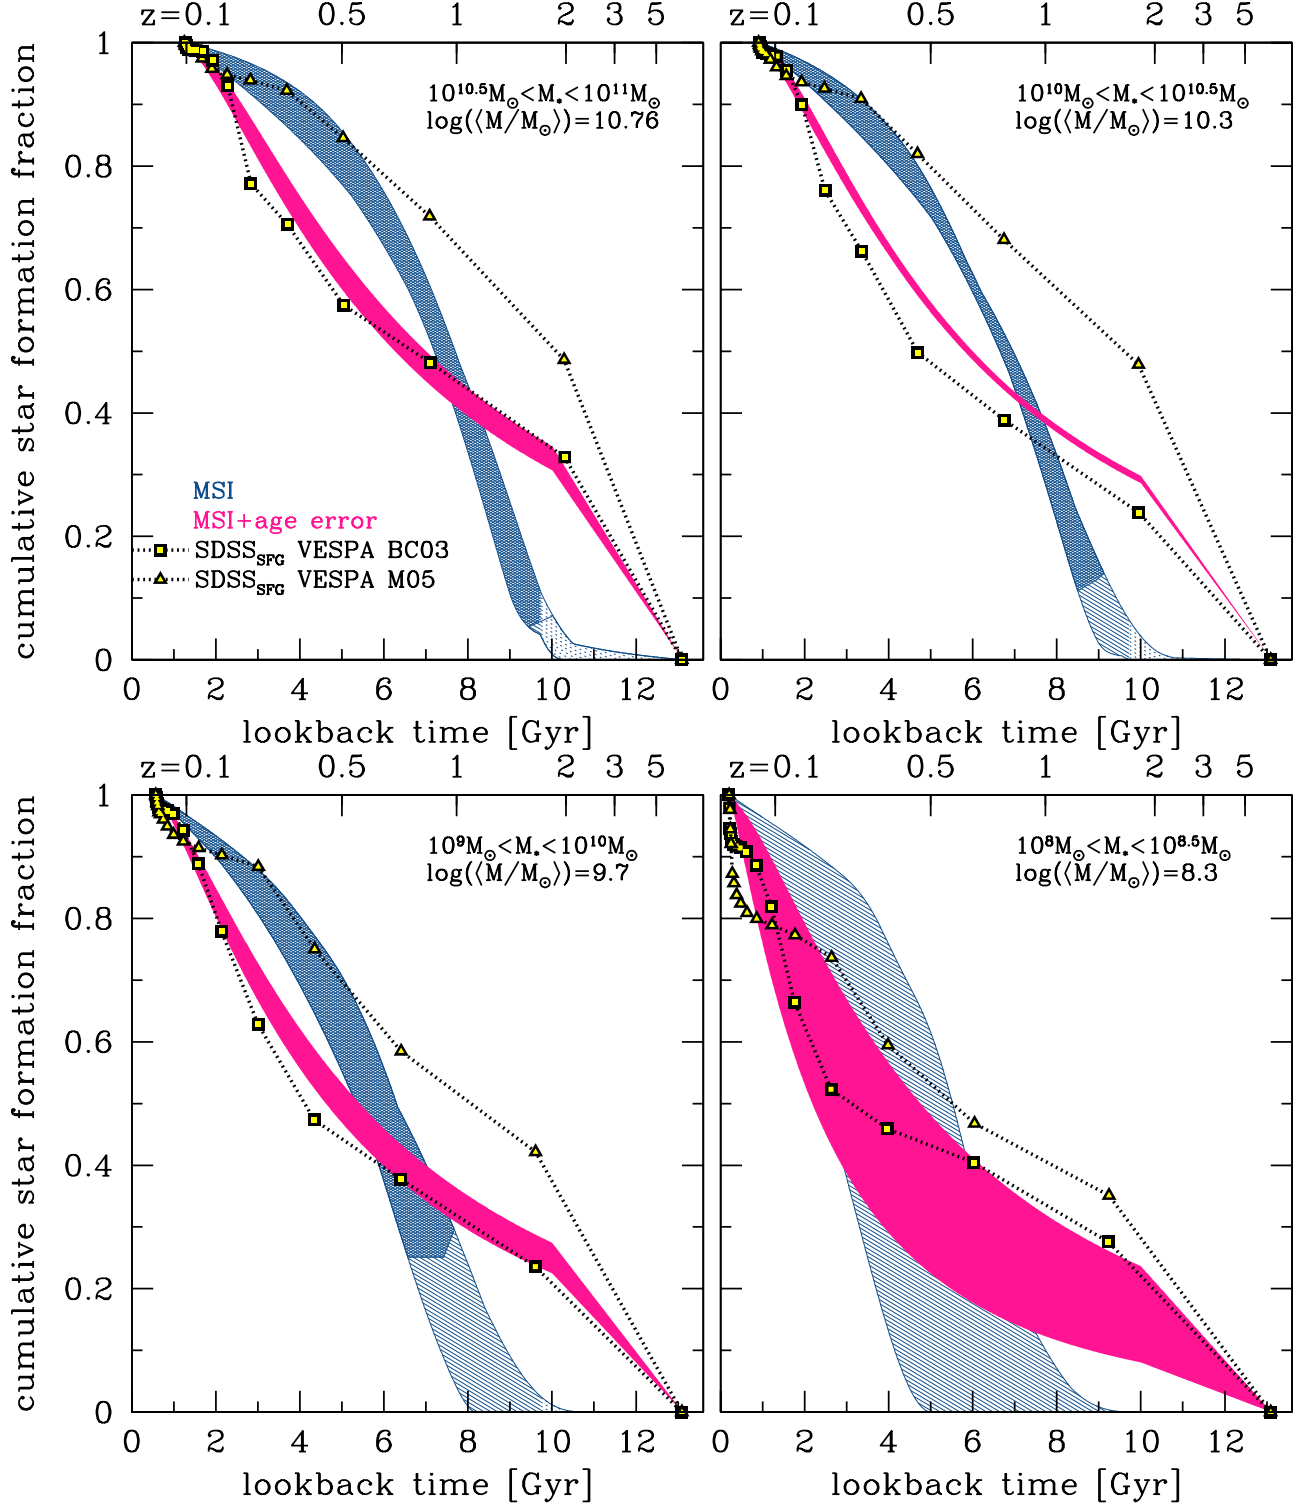 z=0.1 0.5 1 2 3 5
z=0.1 0.5 1 2 3 5
cumulative star formation fraction
1
0.8
0.6
0.4
0.2
0
10^10.5M☉<M*<10^11M☉
log(⟨M/M☉⟩)=10.76
MSI
MSI+age error
SDSS_SFG VESPA BC03
SDSS_SFG VESPA M05
10^10M☉<M*<10^10.5M☉
log(⟨M/M☉⟩)=10.3
0 2 4 6 8 10 12
0 2 4 6 8 10 12
lookback time [Gyr]
lookback time [Gyr]
z=0.1 0.5 1 2 3 5
z=0.1 0.5 1 2 3 5
cumulative star formation fraction
1
0.8
0.6
0.4
0.2
0
10^9M☉<M*<10^10M☉
log(⟨M/M☉⟩)=9.7
10^8M☉<M*<10^8.5M☉
log(⟨M/M☉⟩)=8.3
0 2 4 6 8 10 12
0 2 4 6 8 10 12
lookback time [Gyr]
lookback time [Gyr]